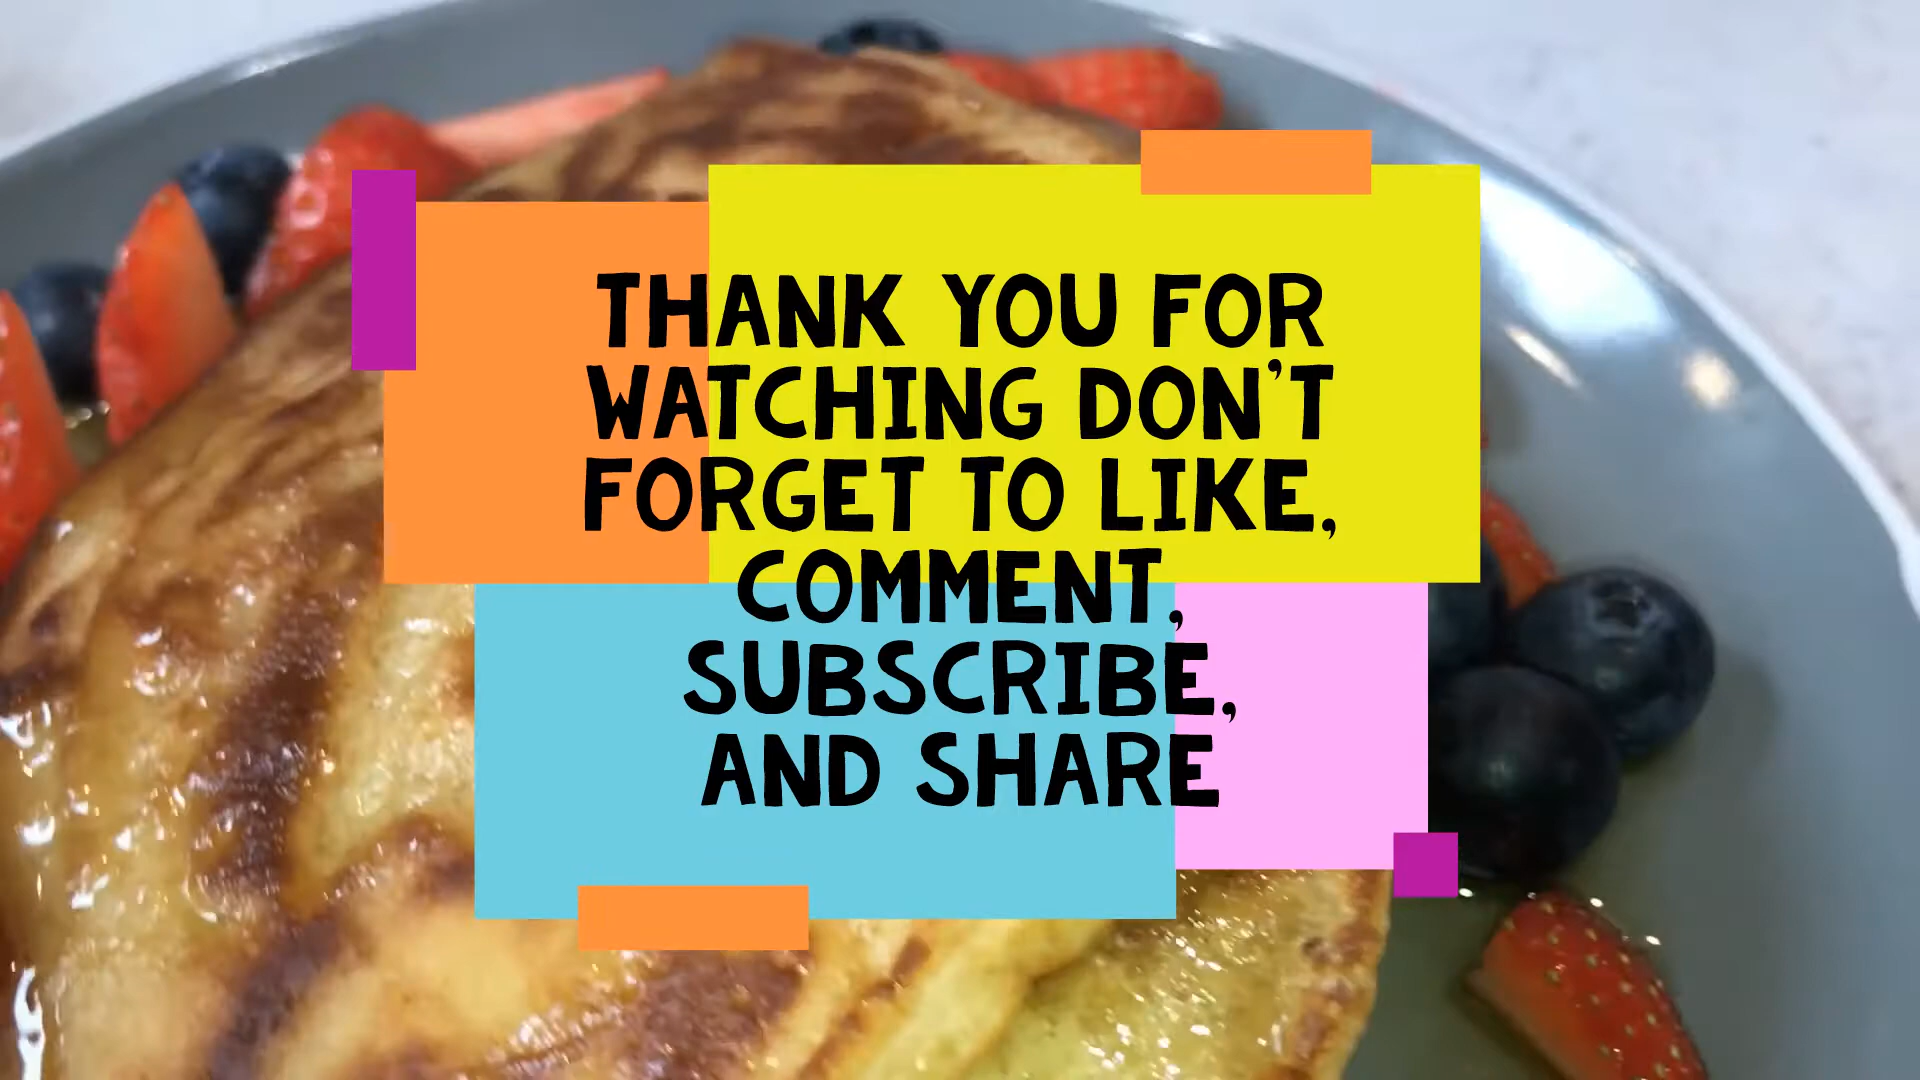 THANK YOU FOR
WATCHING DON'T
FORGET TO LIKE,
COMMENT,
SUBSCRIBE,
AND SHARE